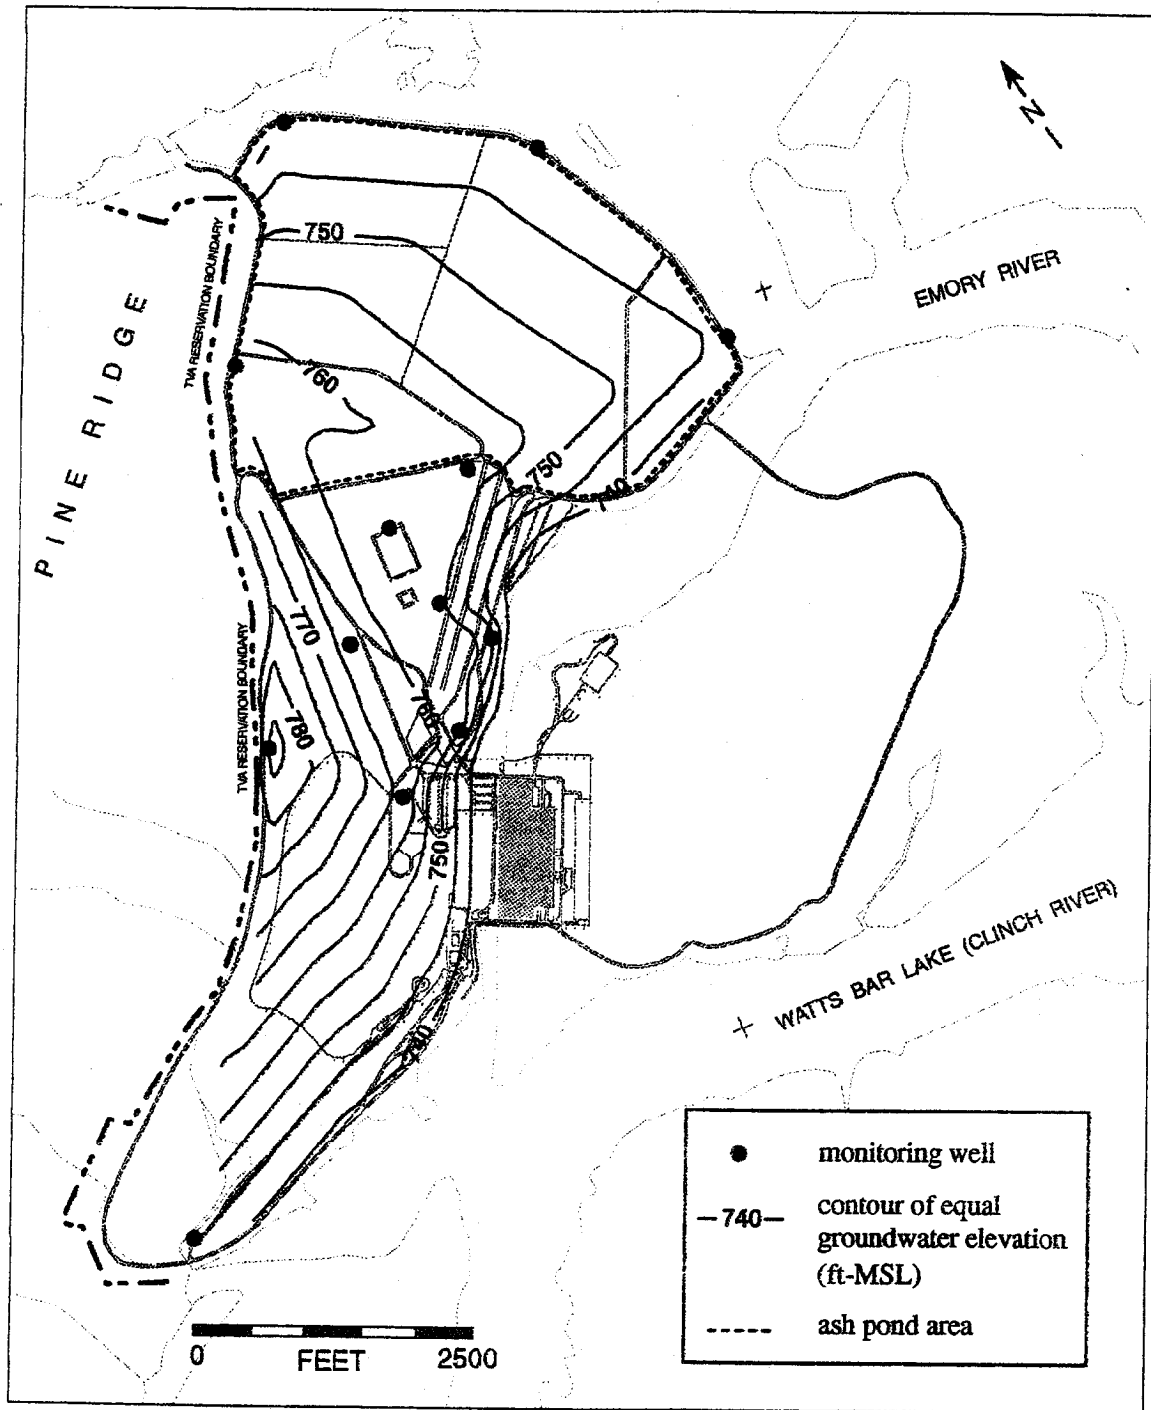 N
750
EMORY RIVER
TVA RESERVATION BOUNDARY
PINE RIDGE
760
750
740
770
TVA RESERVATION BOUNDARY
780
760
750
WATTS BAR LAKE (CLINCH RIVER)
740
monitoring well
740
contour of equal
groundwater elevation
(ft-MSL)
ash pond area
0 FEET 2500